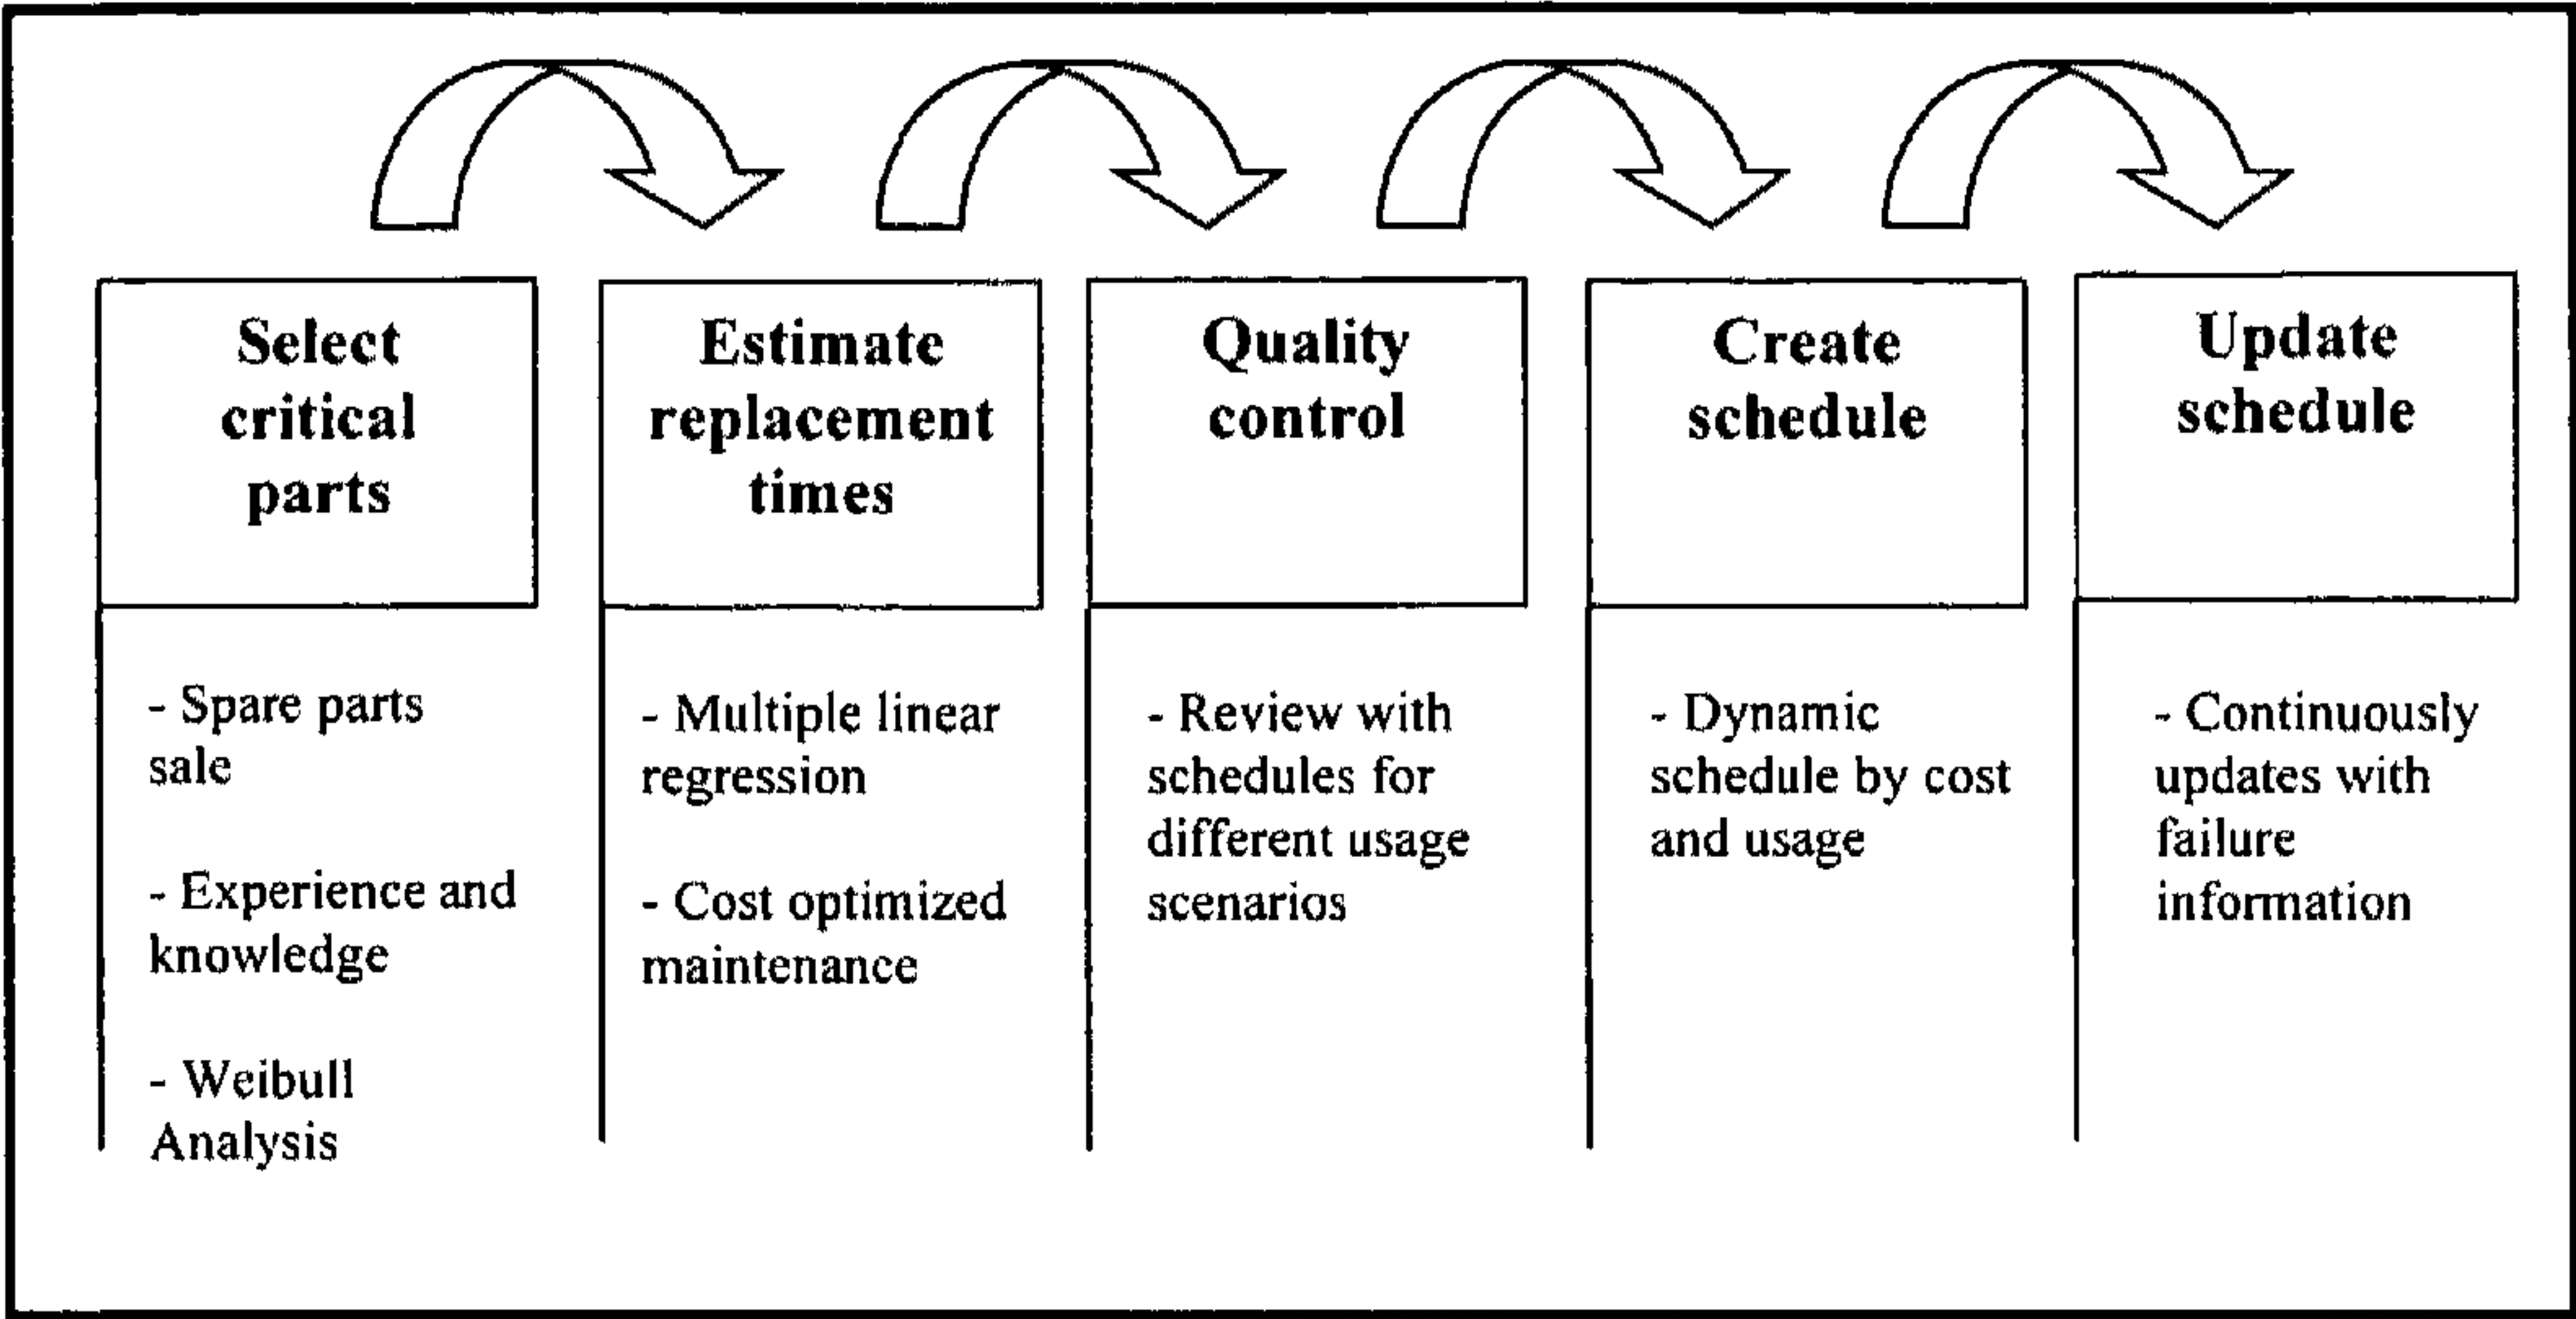 Select
critical
parts
Estimate
replacement
times
Quality
control
Create
schedule
Update
schedule
- Spare parts
sale
- Experience and
knowledge
- Weibull
Analysis
- Multiple linear
regression
- Cost optimized
maintenance
- Review with
schedules for
different usage
scenarios
- Dynamic
schedule by cost
and usage
- Continuously
updates with
failure
information